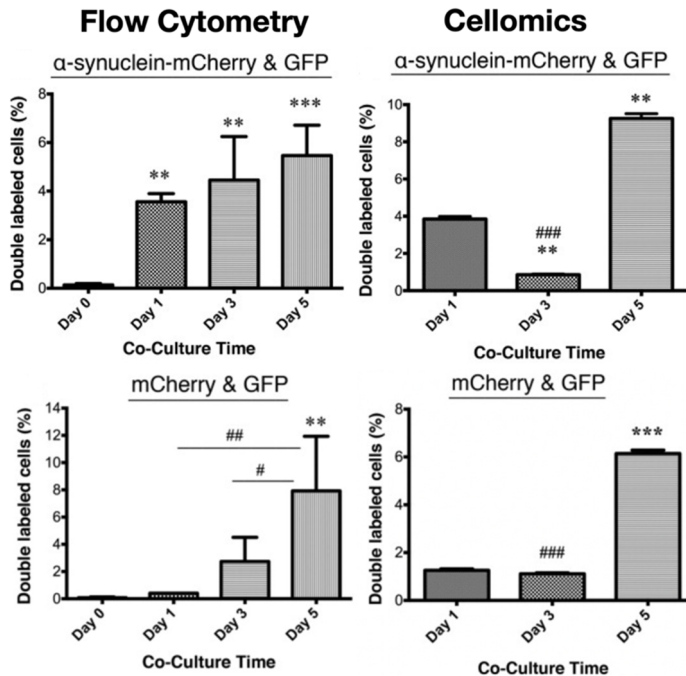 Flow Cytometry
α-synuclein-mCherry & GFP
Double labeled cells (%)
8
6
4
2
0
**
**
***
Day 0
Day 1
Day 3
Day 5
Co-Culture Time
Cellomics
α-synuclein-mCherry & GFP
Double labeled cells (%)
10
8
6
4
2
0
###
**
**
Day 1
Day 3
Day 5
Co-Culture Time
mCherry & GFP
Double labeled cells (%)
14
12
10
8
6
4
2
0
##
#
**
Day 0
Day 1
Day 3
Day 5
Co-Culture Time
mCherry & GFP
Double labeled cells (%)
8
6
4
2
0
###
***
Day 1
Day 3
Day 5
Co-Culture Time